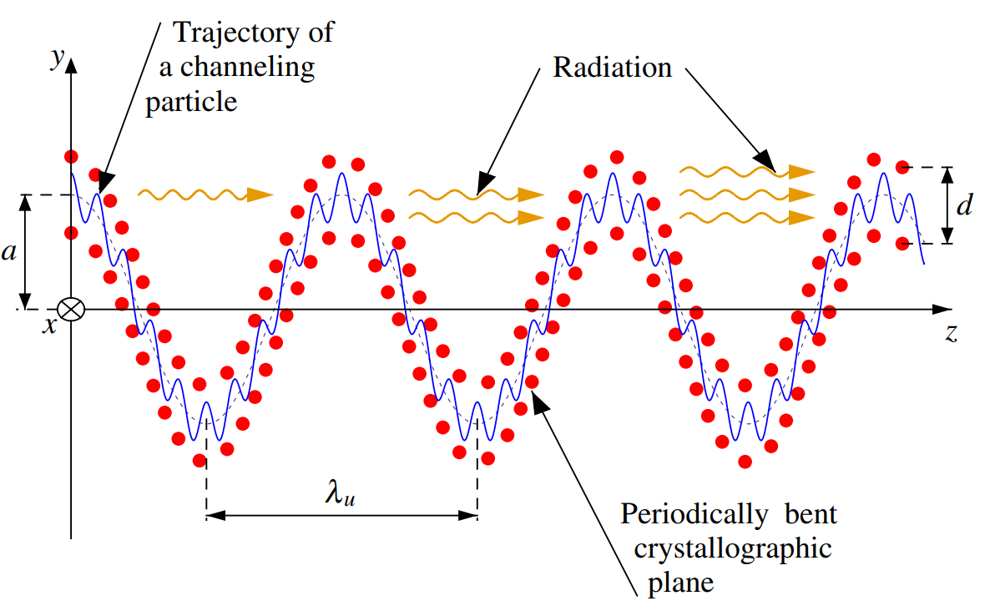 Trajectory of
a channeling
particle
y
Radiation
a
d
x
z
λu
Periodically bent
crystallographic
plane